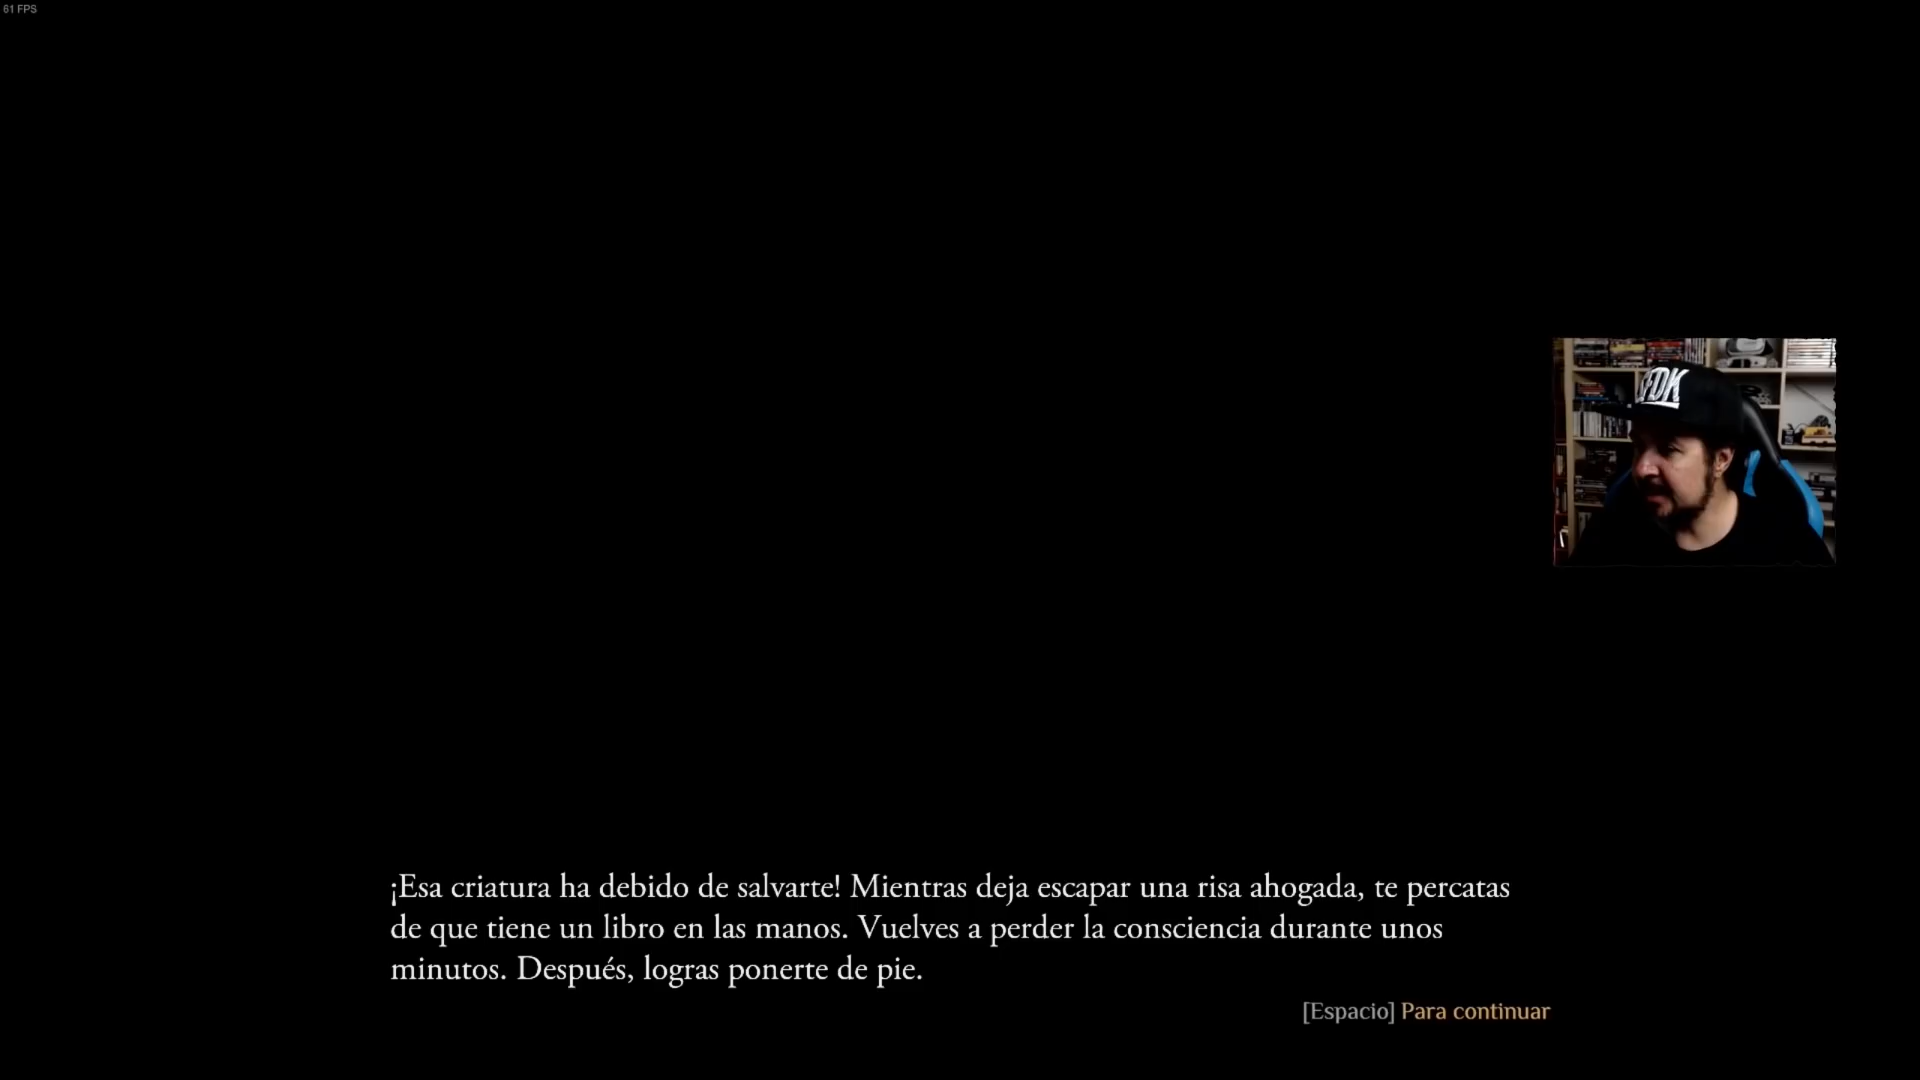 61 FPS
¡Esa criatura ha debido de salvarte! Mientras deja escapar una risa ahogada, te percatas
de que tiene un libro en las manos. Vuelves a perder la consciencia durante unos
minutos. Después, logras ponerte de pie.
[Espacio] Para continuar